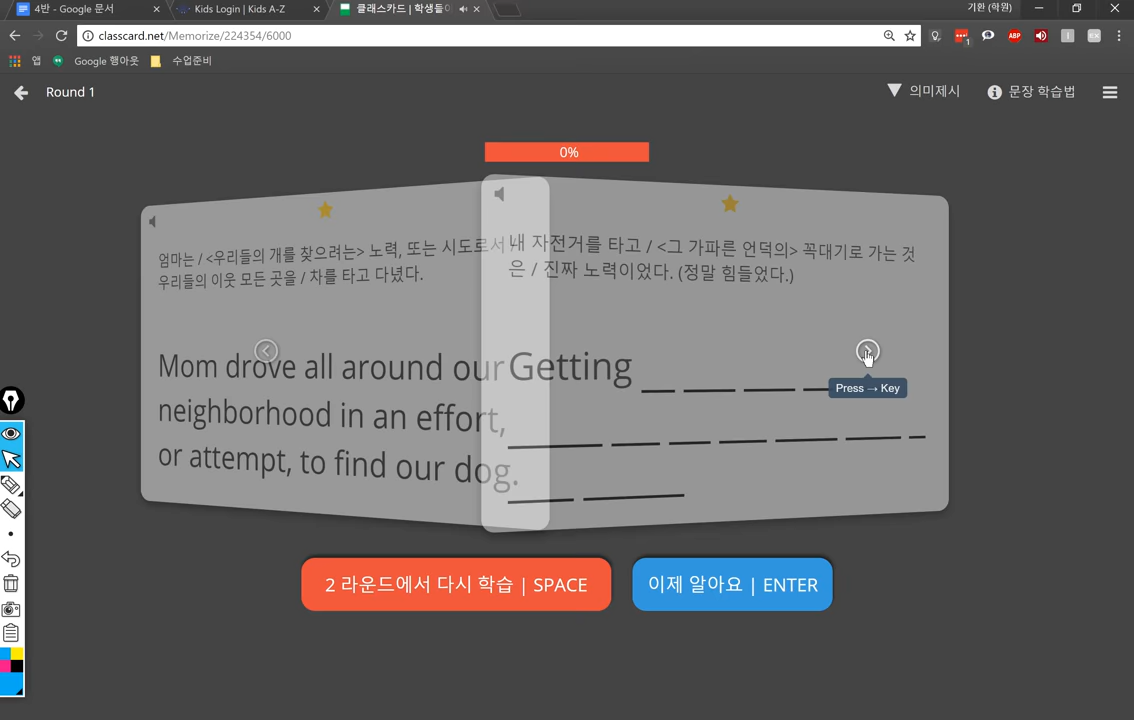 4반 - Google 문서
Kids Login | Kids A-Z
클래스카드 | 학생들이
기환 (학원)
classcard.net/Memorize/224354/6000
앱
Google 행아웃
수업준비
Round 1
의미제시
문장 학습법
0%
엄마는 / <우리들의 개를 찾으려는> 노력, 또는 시도로서 /
우리들의 이웃 모든 곳을 / 차를 타고 다녔다.
Mom drove all around our
neighborhood in an effort,
or attempt, to find our dog.
내 자전거를 타고 / <그 가파른 언덕의> 꼭대기로 가는 것
은 / 진짜 노력이었다. (정말 힘들었다.)
Getting
Press → Key
2 라운드에서 다시 학습 | SPACE
이제 알아요 | ENTER